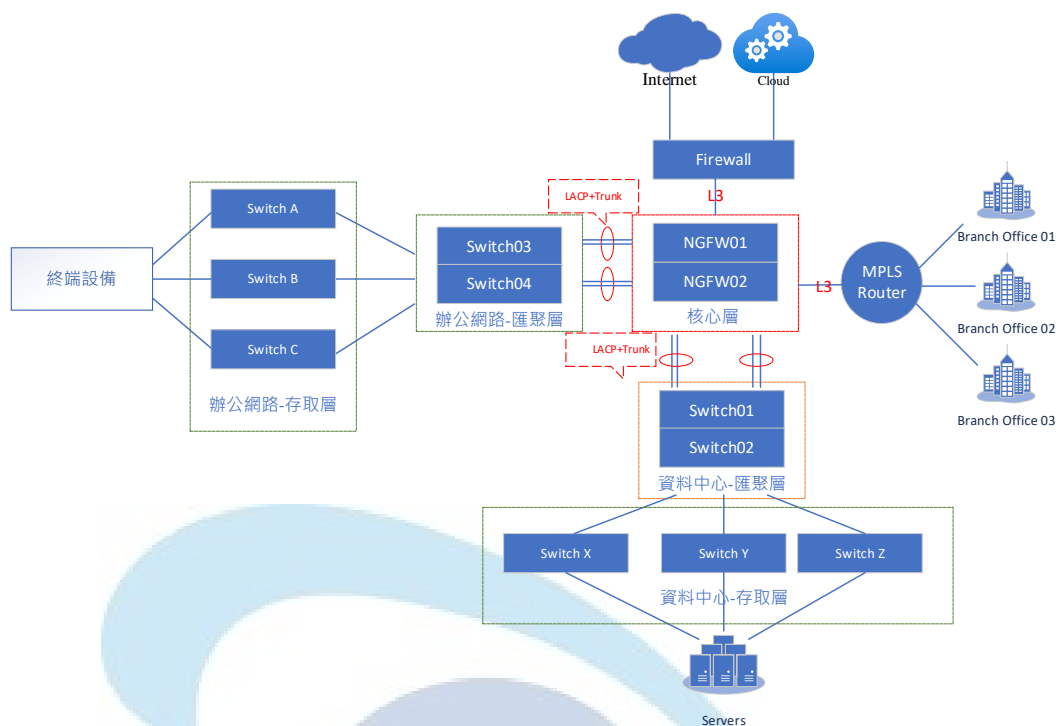 Internet
Cloud
Firewall
LACP+Trunk
L3
Switch A
Switch B
Switch C
終端設備
辦公網路-存取層
Switch03
Switch04
辦公網路-匯聚層
NGFW01
NGFW02
核心層
L3
MPLS
Router
Branch Office 01
Branch Office 02
Branch Office 03
LACP+Trunk
Switch01
Switch02
資料中心-匯聚層
Switch X
Switch Y
Switch Z
資料中心-存取層
Servers